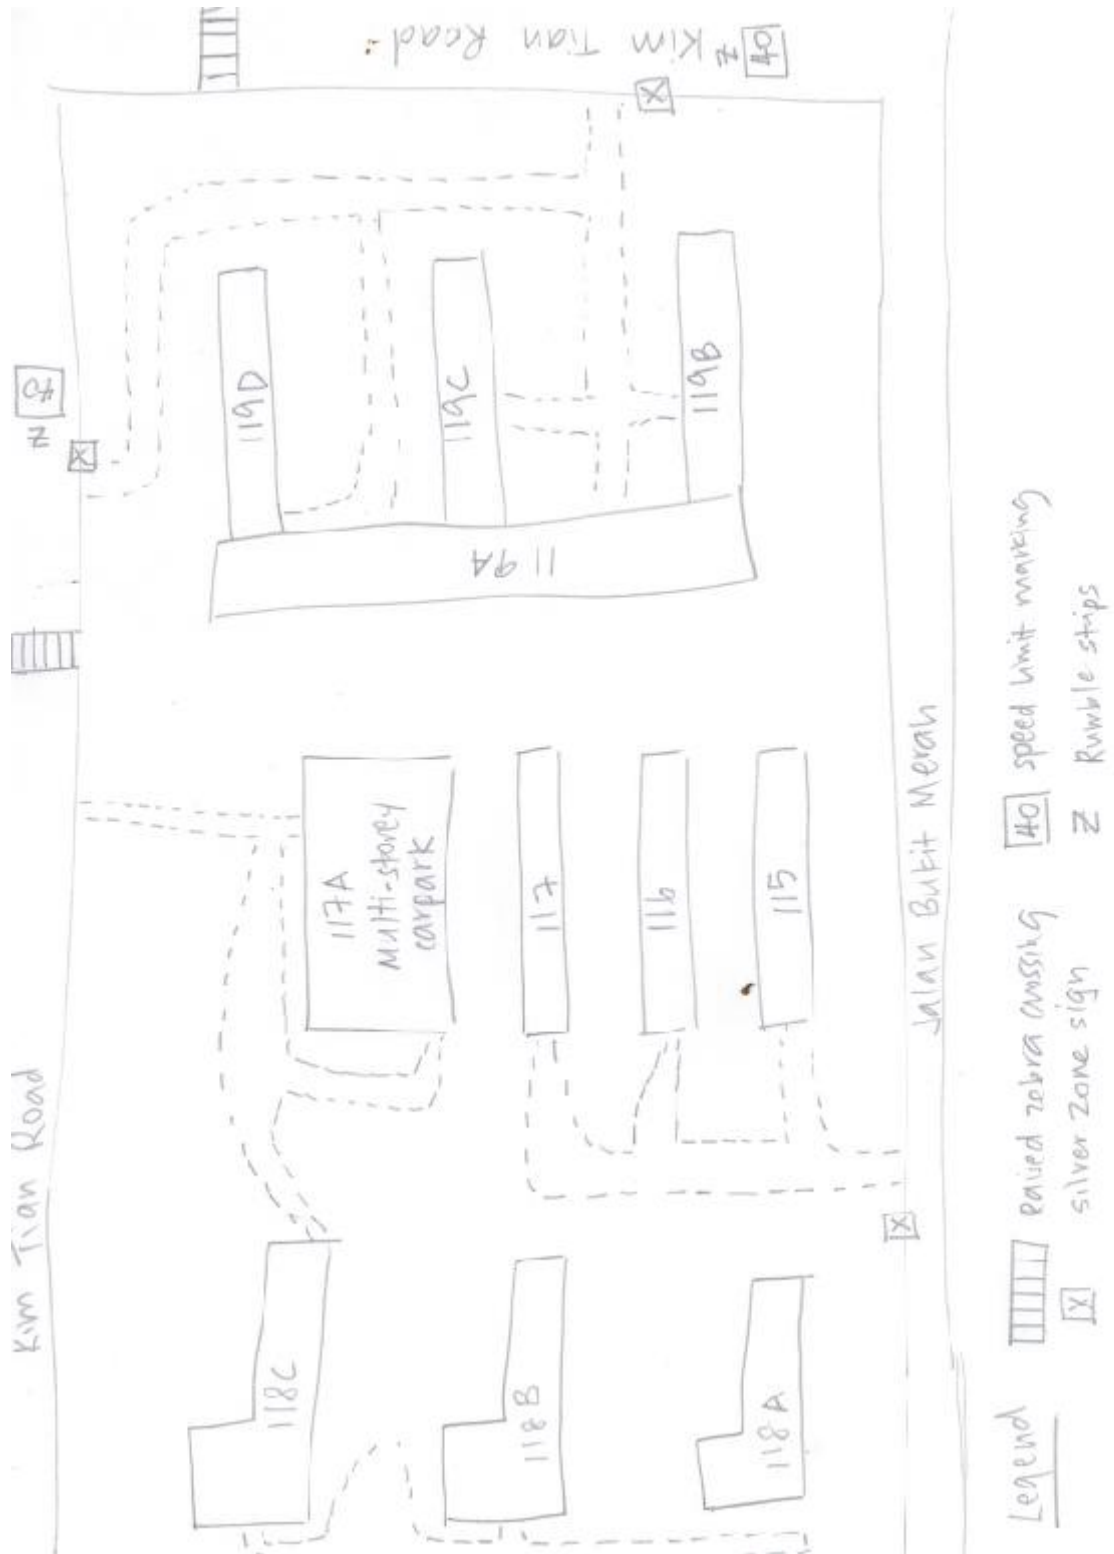 Kim Tian Road
Z
40
X
Kim Tian Road
40
Z
X
119D
119C
119B
119A
117A
multi-storey
carpark
117
116
115
118C
118B
118A
X
Jalan Bukit Merah
Legend
raised zebra crossing
X silver zone sign
40 speed limit marking
Z Rumble strips